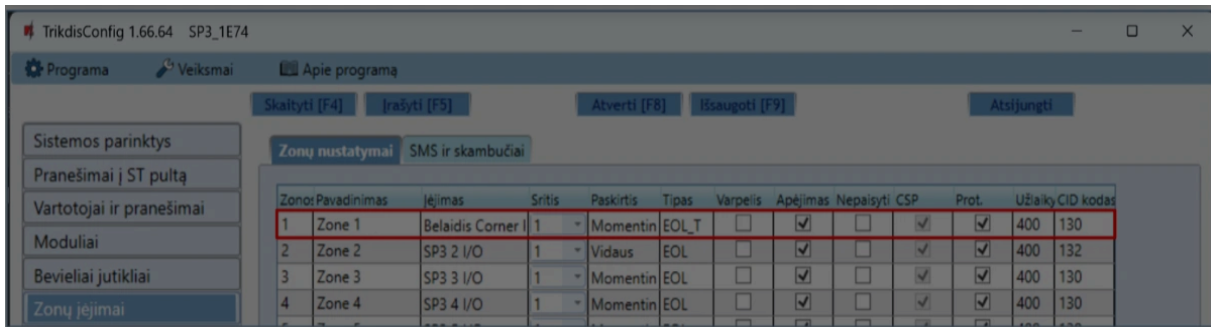 TrikdisConfig 1.66.64 SP3_1E74
Programa Veiksmai Apie programą
Skaityti [F4] Įrašyti [F5] Atverti [F8] Išsaugoti [F9] Atsijungti
Sistemos parinktys
Pranešimai į ST pultą
Vartotojai ir pranešimai
Moduliai
Bevieliai jutikliai
Zonų įėjimai
Zonų nustatymai SMS ir skambučiai
Zonos Pavadinimas Įėjimas Sritis Paskirtis Tipas Varpelis Apėjimas Nepaisyti CSP Prot. Užlaiky CID kodas
1 Zone 1 Belaidis Corner 1 Momentin EOL_T 400 130
2 Zone 2 SP3 2 I/O 1 Vidaus EOL 400 132
3 Zone 3 SP3 3 I/O 1 Momentin EOL 400 130
4 Zone 4 SP3 4 I/O 1 Momentin EOL 400 130